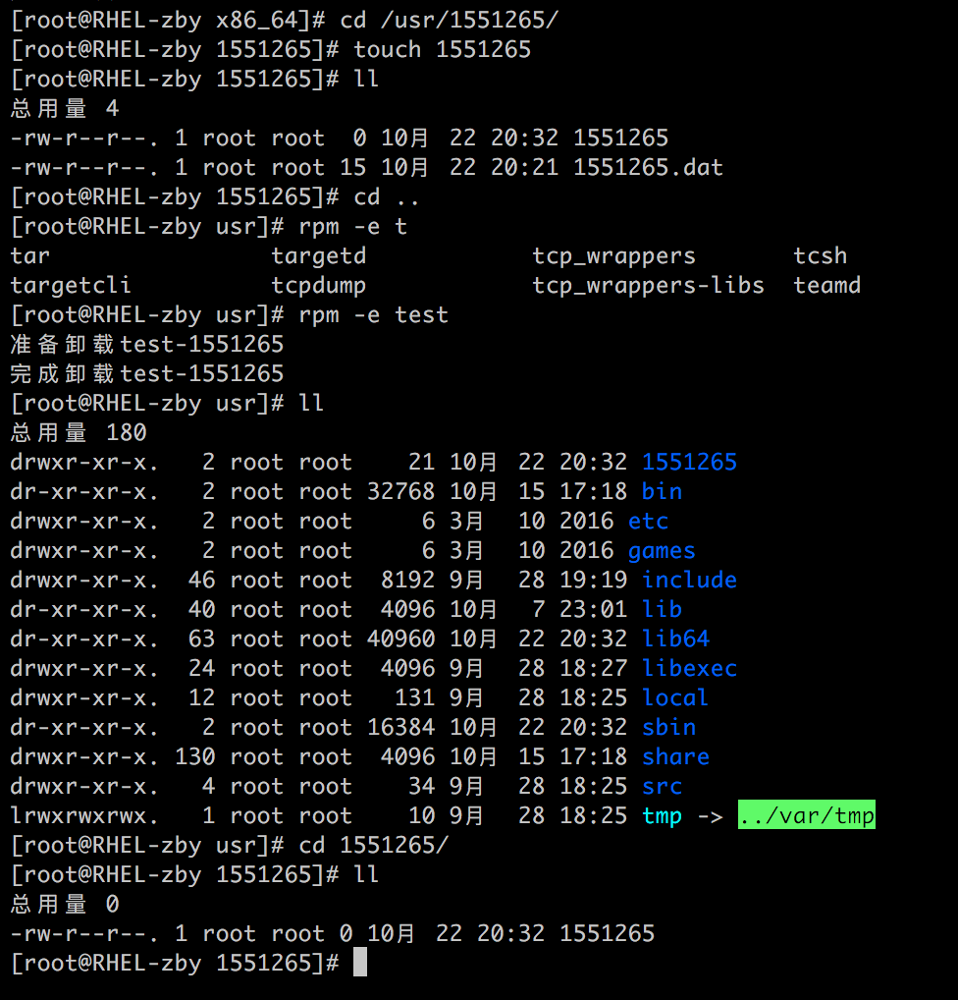 [root@RHEL-zby x86_64]# cd /usr/1551265/
[root@RHEL-zby 1551265]# touch 1551265
[root@RHEL-zby 1551265]# ll
总用量 4
-rw-r--r--. 1 root root  0 10月  22 20:32 1551265
-rw-r--r--. 1 root root 15 10月  22 20:21 1551265.dat
[root@RHEL-zby 1551265]# cd ..
[root@RHEL-zby usr]# rpm -e t
tar                targetd            tcp_wrappers       tcsh
targetcli          tcpdump            tcp_wrappers-libs  teamd
[root@RHEL-zby usr]# rpm -e test
准备卸载test-1551265
完成卸载test-1551265
[root@RHEL-zby usr]# ll
总用量 180
drwxr-xr-x.   2 root root    21 10月  22 20:32 1551265
dr-xr-xr-x.   2 root root 32768 10月  15 17:18 bin
drwxr-xr-x.   2 root root     6 3月   10 2016 etc
drwxr-xr-x.   2 root root     6 3月   10 2016 games
drwxr-xr-x.  46 root root  8192 9月   28 19:19 include
dr-xr-xr-x.  40 root root  4096 10月   7 23:01 lib
dr-xr-xr-x.  63 root root 40960 10月  22 20:32 lib64
drwxr-xr-x.  24 root root  4096 9月   28 18:27 libexec
drwxr-xr-x.  12 root root   131 9月   28 18:25 local
dr-xr-xr-x.   2 root root 16384 10月  22 20:32 sbin
drwxr-xr-x. 130 root root  4096 10月  15 17:18 share
drwxr-xr-x.   4 root root    34 9月   28 18:25 src
lrwxrwxrwx.   1 root root    10 9月   28 18:25 tmp -> ../var/tmp
[root@RHEL-zby usr]# cd 1551265/
[root@RHEL-zby 1551265]# ll
总用量 0
-rw-r--r--. 1 root root 0 10月  22 20:32 1551265
[root@RHEL-zby 1551265]#